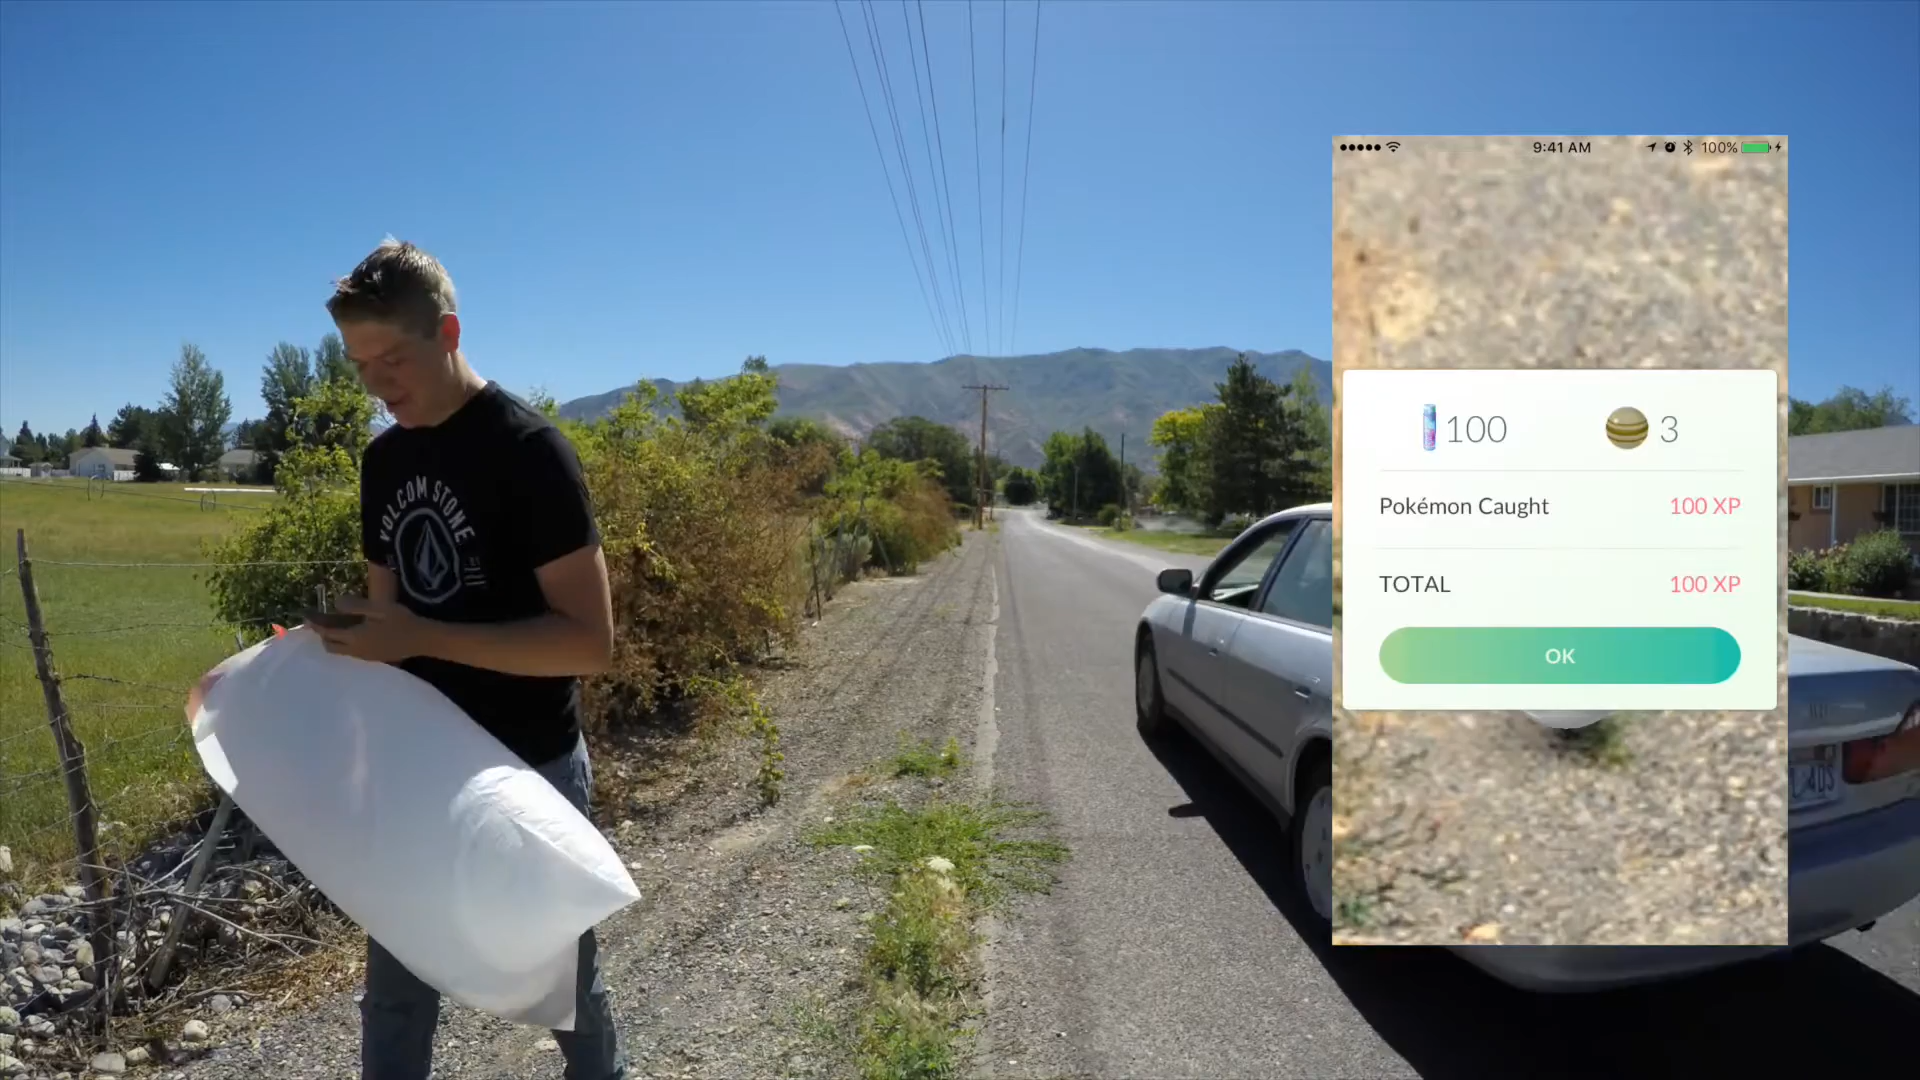 VOLCOM STONE
9:41 AM 100%
100 3
Pokémon Caught 100 XP
TOTAL 100 XP
OK